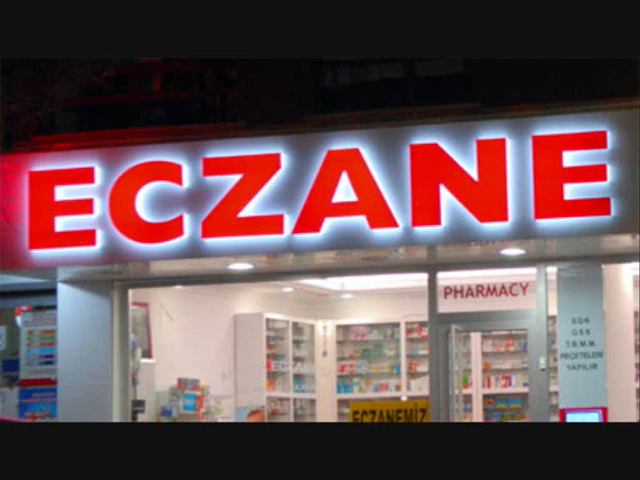 ECZANE
PHARMACY
SGK
GSS
T.B.M.M.
REÇETELERİ
YAPILIR
ECZANEMİZ